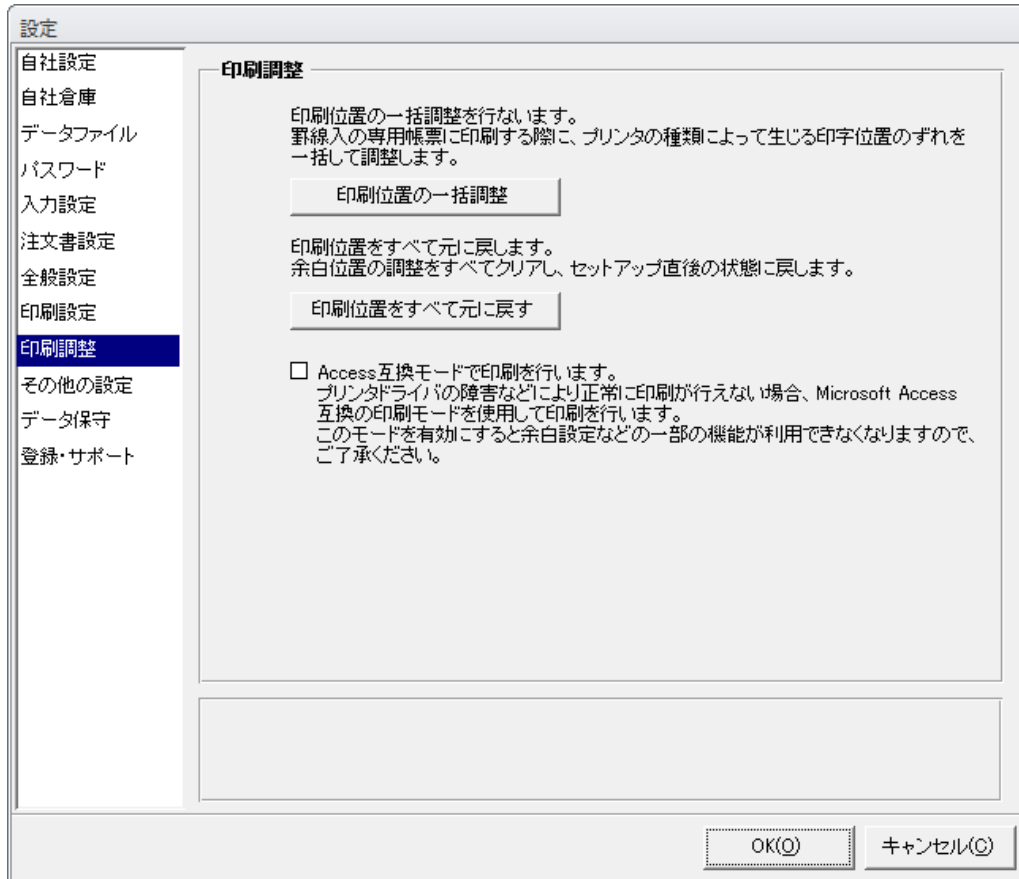 設定
自社設定
自社倉庫
データファイル
パスワード
入力設定
注文書設定
全般設定
印刷設定
印刷調整
その他の設定
データ保守
登録・サポート
印刷調整
印刷位置の一括調整を行ないます。
罫線入の専用帳票に印刷する際に、プリンタの種類によって生じる印字位置のずれを
一括して調整します。
印刷位置の一括調整
印刷位置をすべて元に戻します。
余白位置の調整をすべてクリアし、セットアップ直後の状態に戻します。
印刷位置をすべて元に戻す
Access互換モードで印刷を行います。
プリンタドライバの障害などにより正常に印刷が行えない場合、Microsoft Access
互換の印刷モードを使用して印刷を行います。
このモードを有効にすると余白設定などの一部の機能が利用できなくなりますので、
ご了承ください。
OK(O)
キャンセル(C)